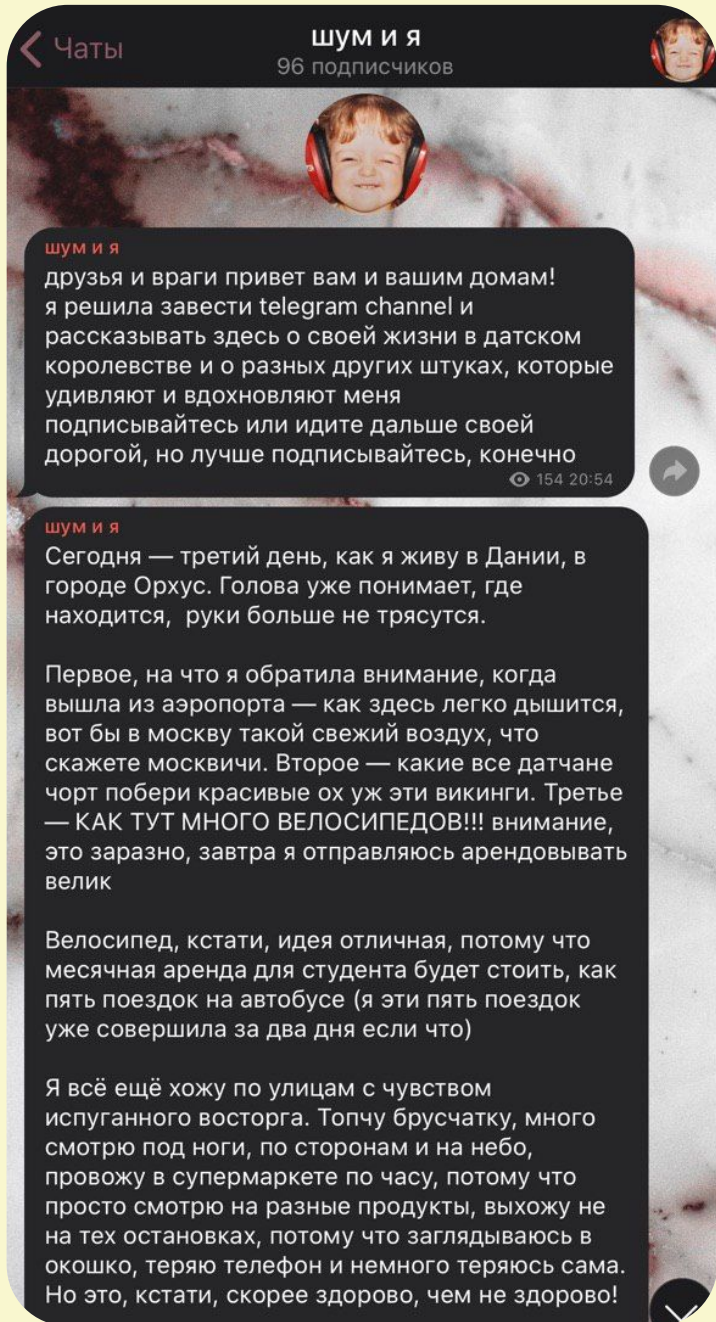 Чаты
шум и я
96 подписчиков
шум и я
друзья и враги привет вам и вашим домам!
я решила завести telegram channel и
рассказывать здесь о своей жизни в датском
королевстве и о разных других штуках, которые
удивляют и вдохновляют меня
подписывайтесь или идите дальше своей
дорогой, но лучше подписывайтесь, конечно
154 20:54
шум и я
Сегодня — третий день, как я живу в Дании, в
городе Орхус. Голова уже понимает, где
находится,  руки больше не трясутся.
Первое, на что я обратила внимание, когда
вышла из аэропорта — как здесь легко дышится,
вот бы в москву такой свежий воздух, что
скажете москвичи. Второе — какие все датчане
чорт побери красивые ох уж эти викинги. Третье
— КАК ТУТ МНОГО ВЕЛОСИПЕДОВ!!! внимание,
это заразно, завтра я отправляюсь арендовывать
велик
Велосипед, кстати, идея отличная, потому что
месячная аренда для студента будет стоить, как
пять поездок на автобусе (я эти пять поездок
уже совершила за два дня если что)
Я всё ещё хожу по улицам с чувством
испуганного восторга. Топчу брусчатку, много
смотрю под ноги, по сторонам и на небо,
провожу в супермаркете по часу, потому что
просто смотрю на разные продукты, выхожу не
на тех остановках, потому что заглядываюсь в
окошко, теряю телефон и немного теряюсь сама.
Но это, кстати, скорее здорово, чем не здорово!